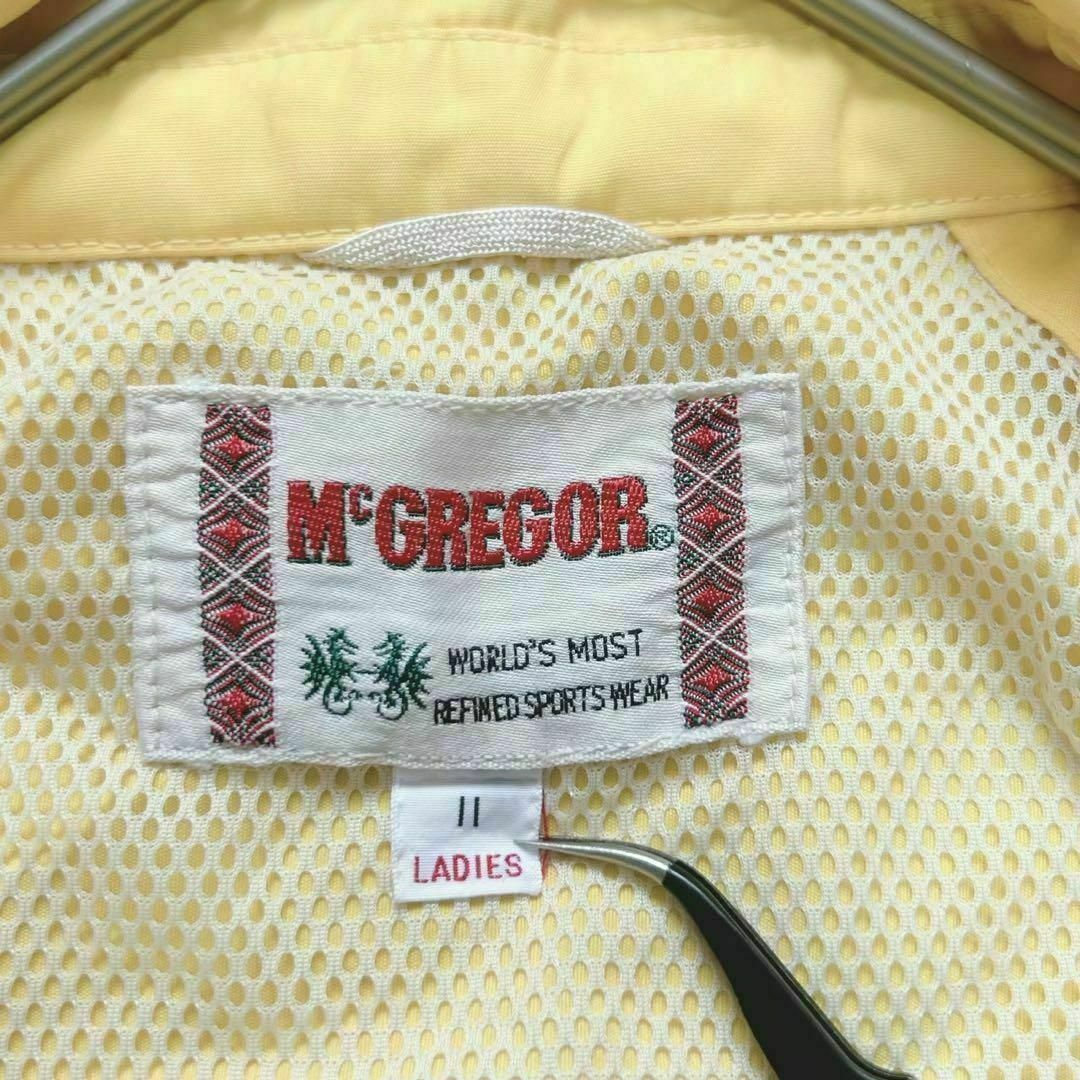 McGREGOR®
WORLD'S MOST
REFINED SPORTS WEAR
11
LADIES